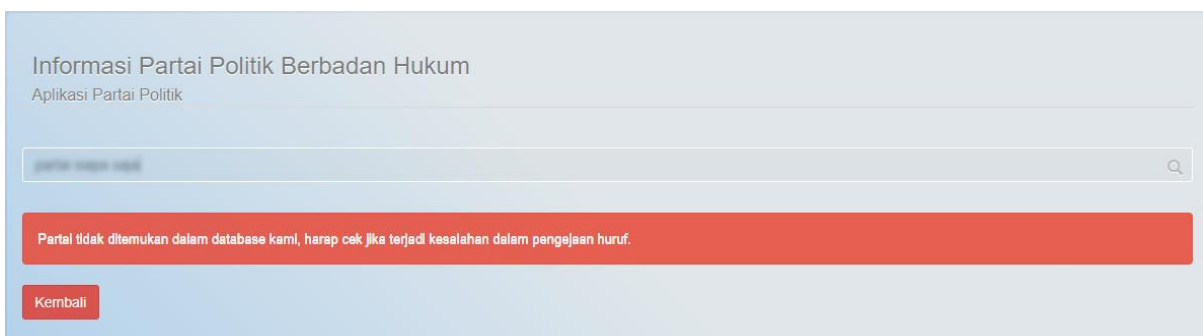 Informasi Partai Politik Berbadan Hukum
Aplikasi Partai Politik
Partai tidak ditemukan dalam database kami, harap cek jika terjadi kesalahan dalam pengejaan huruf.
Kembali